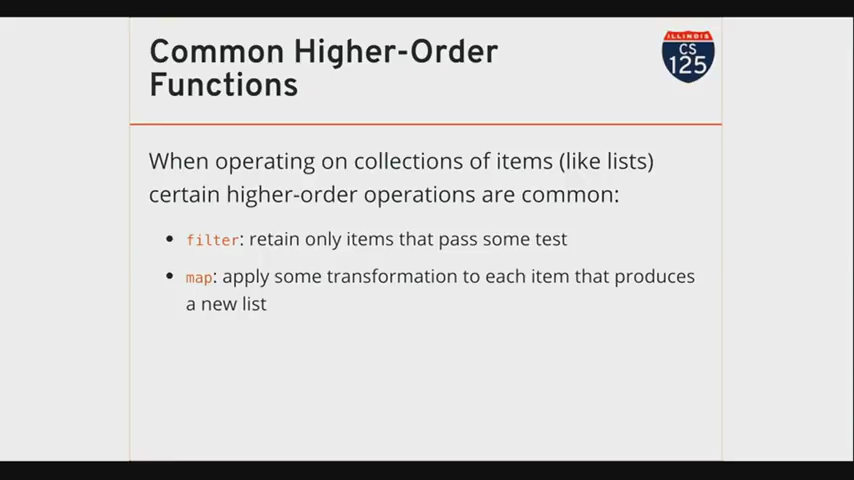 Common Higher-Order
Functions
ILLINOIS
CS
125
When operating on collections of items (like lists)
certain higher-order operations are common:
• filter: retain only items that pass some test
• map: apply some transformation to each item that produces
a new list